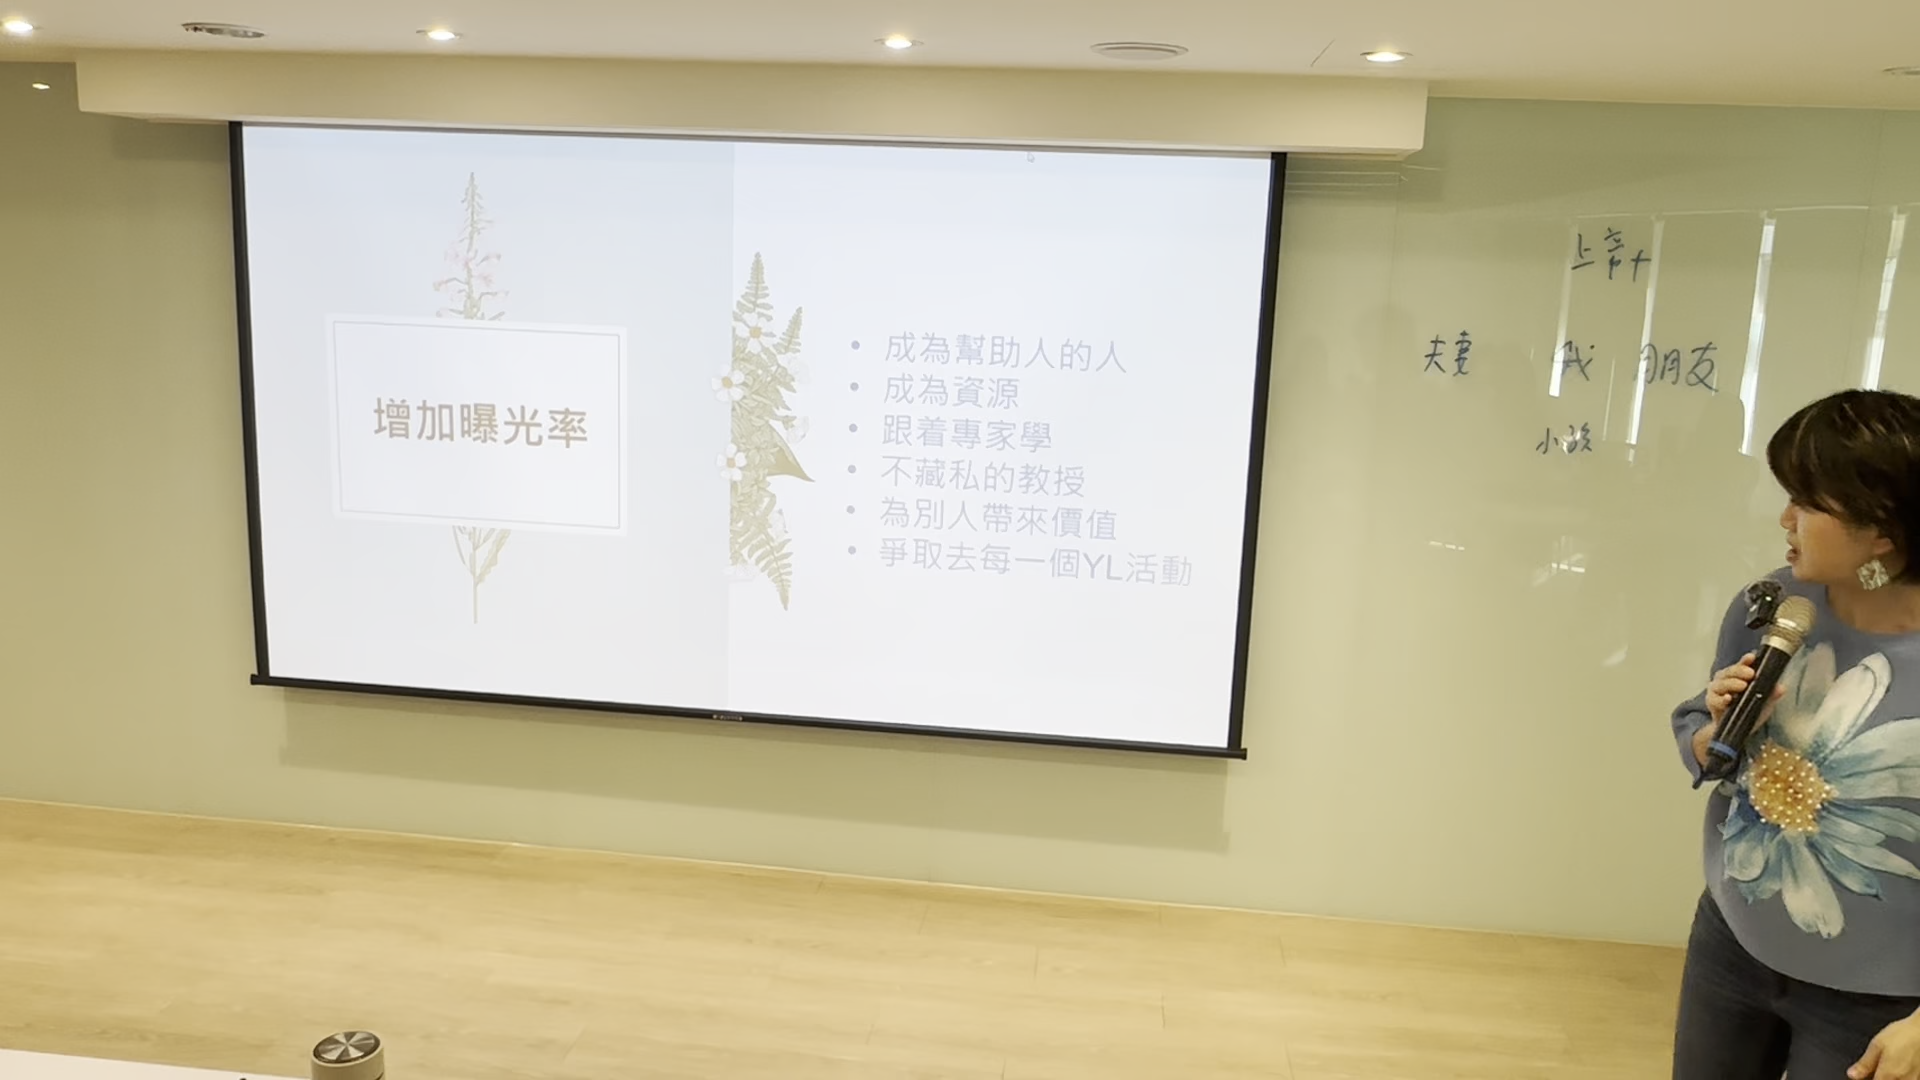 增加曝光率
• 成為幫助人的人
• 成為資源
• 跟着專家學
• 不藏私的教授
• 為別人帶來價值
• 爭取去每一個YL活動
上帝
夫妻 我 朋友
小孩